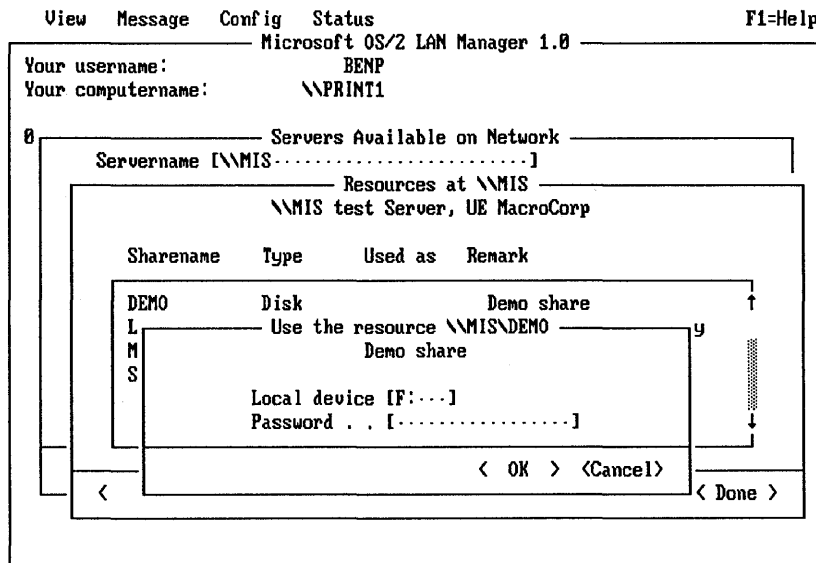 View Message Config Status F1=Help
Microsoft OS/2 LAN Manager 1.0
Your username: BENP
Your computername: \\PRINT1
0
Servers Available on Network
Servername [\\MIS·························]
Resources at \\MIS
\\MIS test Server, UE MacroCorp
Sharename Type Used as Remark
DEMO Disk Demo share
L Use the resource \\MIS\DEMO y
M Demo share
S
Local device [F:···]
Password . . [·················]
< OK > <Cancel>
< < Done >